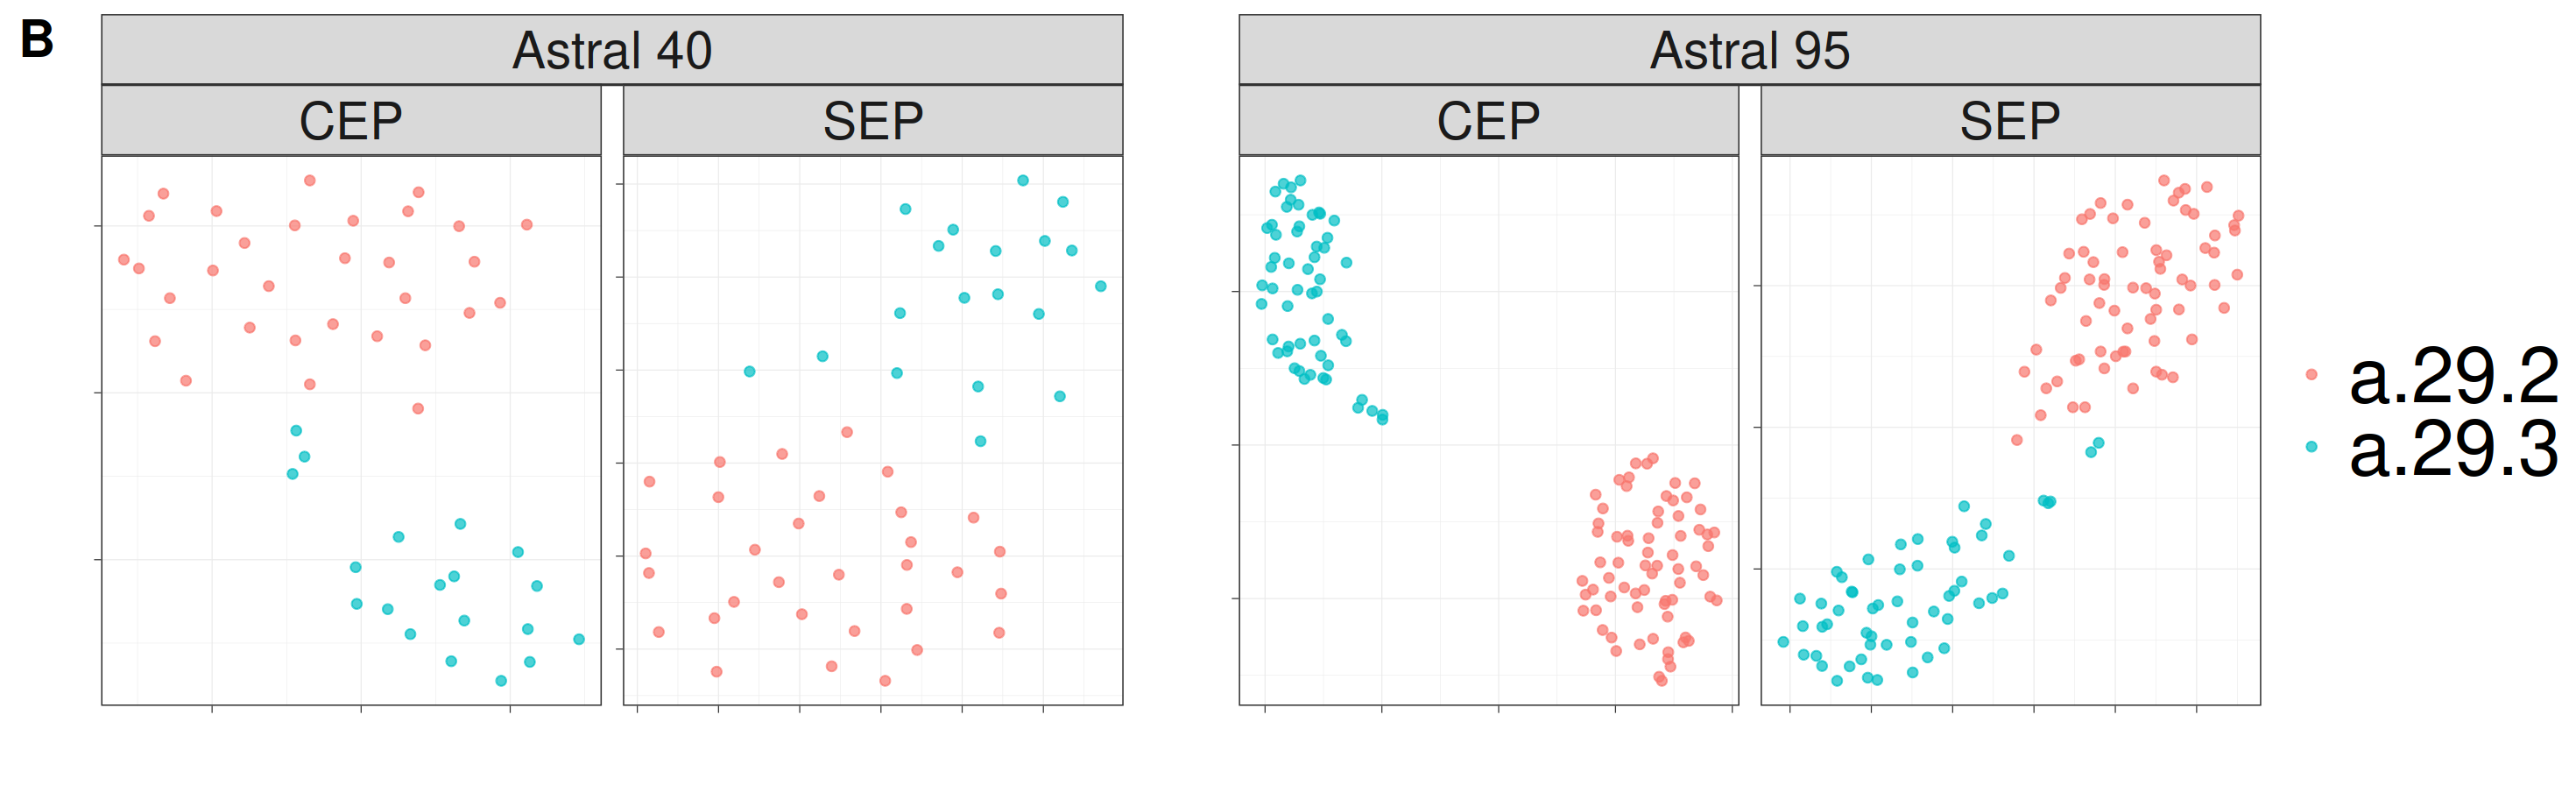 B
Astral 40
Astral 95
CEP
SEP
CEP
SEP
a.29.2
a.29.3